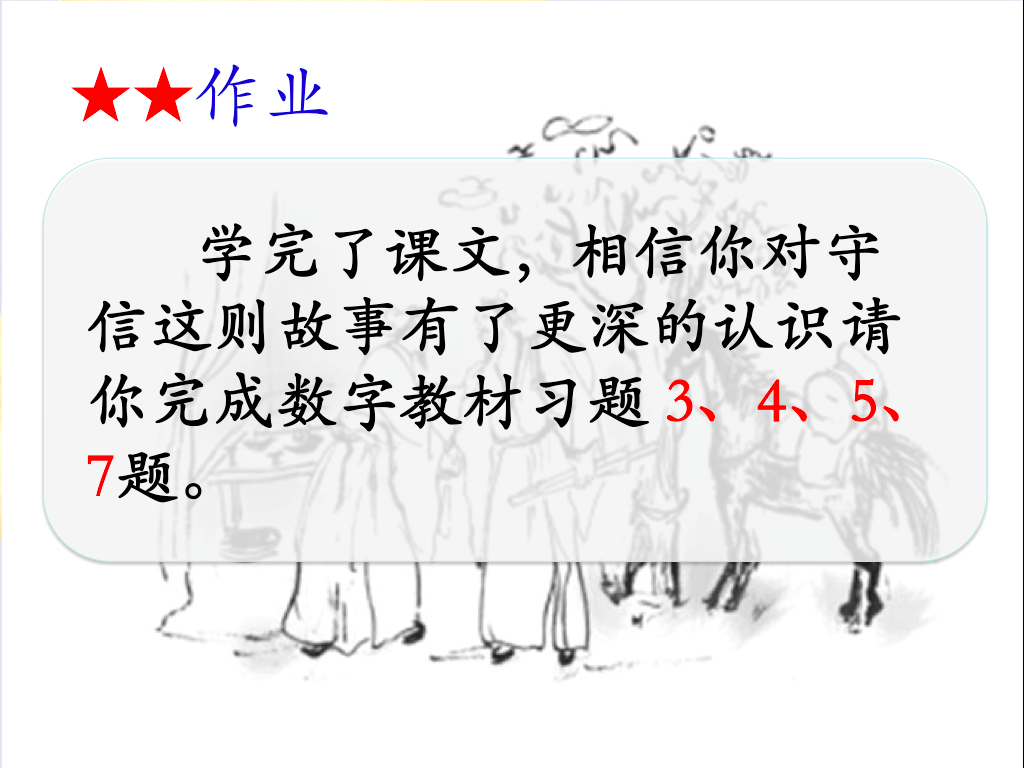 ★★作业
学完了课文，相信你对守
信这则故事有了更深的认识请
你完成数字教材习题3、4、5、
7题。